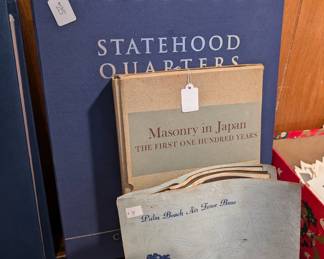 STATEHOOD
QUARTERS
Masonry in Japan
THE FIRST ONE HUNDRED YEARS
Palm Beach Air Force Base